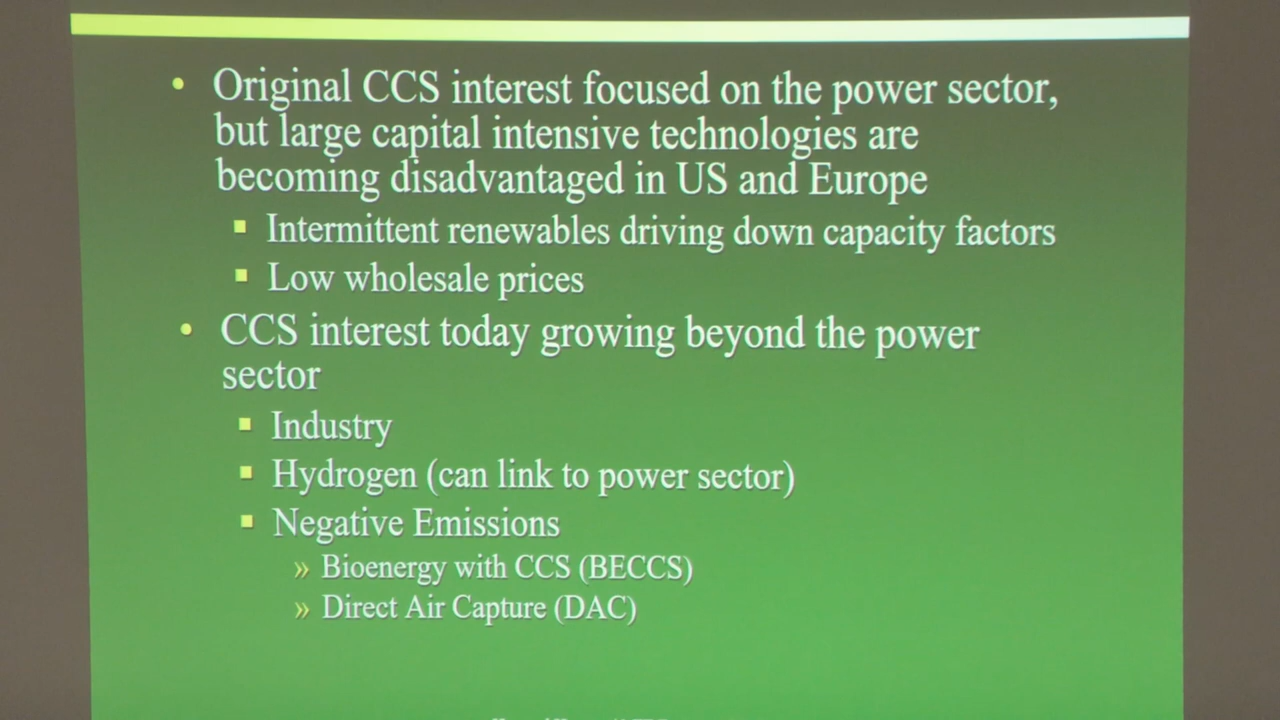 • Original CCS interest focused on the power sector,
but large capital intensive technologies are
becoming disadvantaged in US and Europe
▪ Intermittent renewables driving down capacity factors
▪ Low wholesale prices
• CCS interest today growing beyond the power
sector
▪ Industry
▪ Hydrogen (can link to power sector)
▪ Negative Emissions
» Bioenergy with CCS (BECCS)
» Direct Air Capture (DAC)